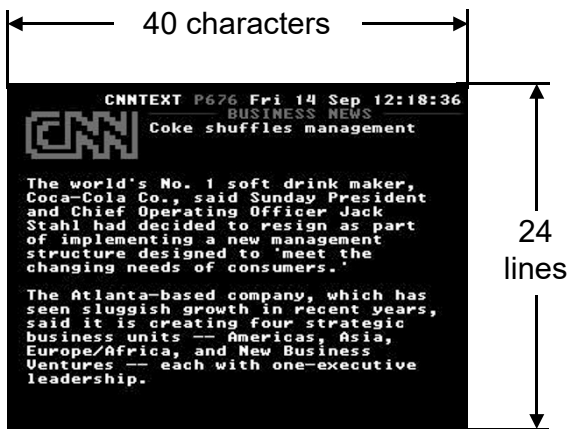 40 characters
CNNTEXT P676 Fri 14 Sep 12:18:36
BUSINESS NEWS
CNN
Coke shuffles management
The world's No. 1 soft drink maker,
Coca-Cola Co., said Sunday President
and Chief Operating Officer Jack
Stahl had decided to resign as part
of implementing a new management
structure designed to 'meet the
changing needs of consumers.'
The Atlanta-based company, which has
seen sluggish growth in recent years,
said it is creating four strategic
business units -- Americas, Asia,
Europe/Africa, and New Business
Ventures -- each with one-executive
leadership.
24
lines